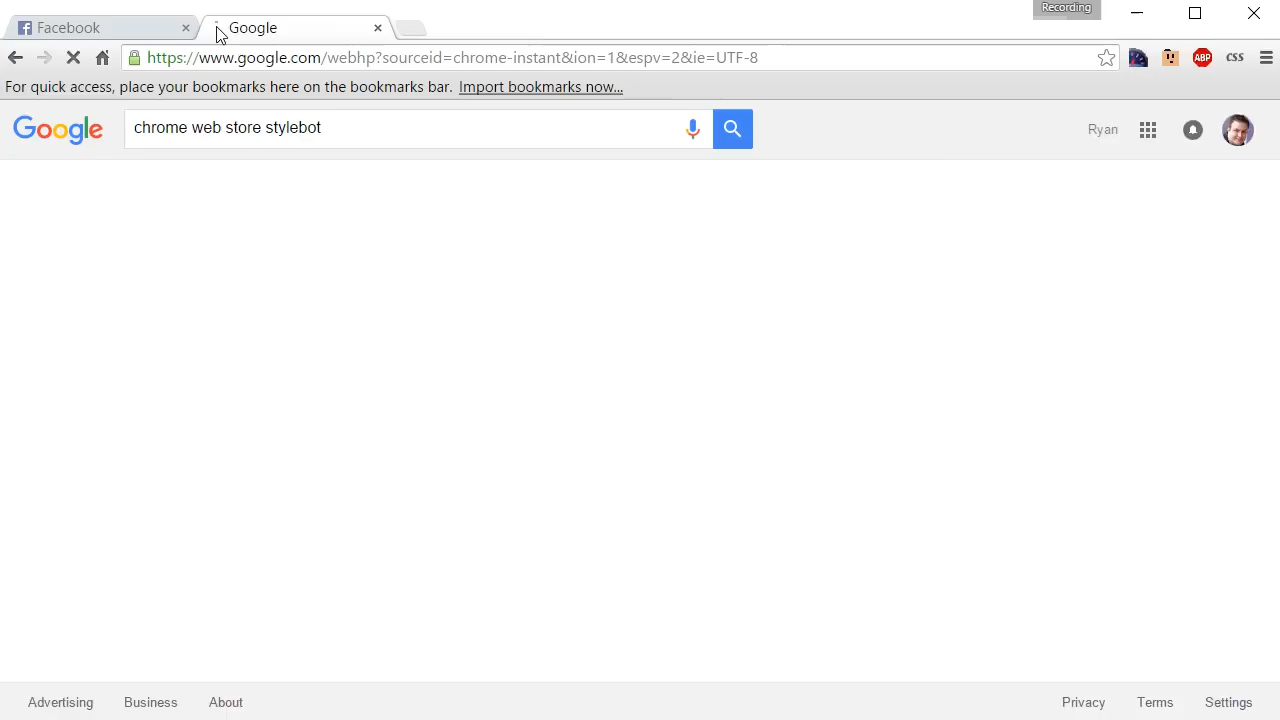 Recording
Facebook
Google
https://www.google.com/webhp?sourceid=chrome-instant&ion=1&espv=2&ie=UTF-8
ABP
css
For quick access, place your bookmarks here on the bookmarks bar. Import bookmarks now...
Google
chrome web store stylebot
Ryan
Advertising Business About
Privacy Terms Settings